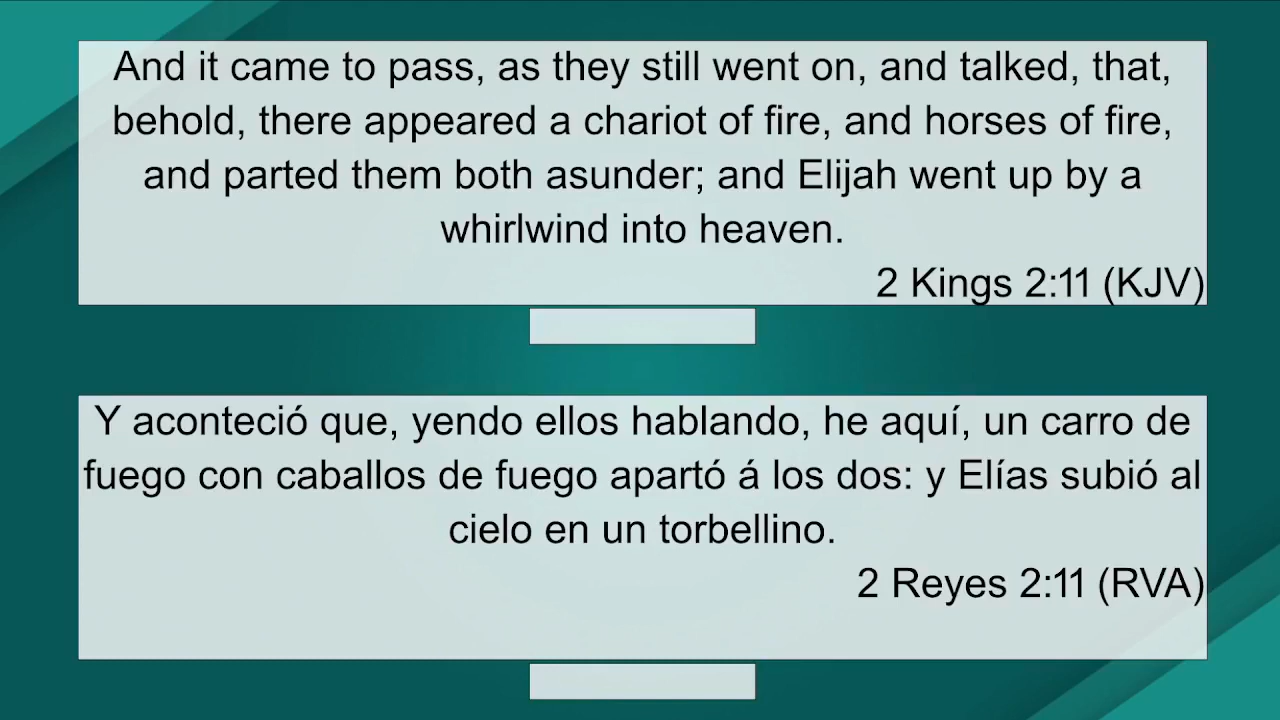 And it came to pass, as they still went on, and talked, that,
behold, there appeared a chariot of fire, and horses of fire,
and parted them both asunder; and Elijah went up by a
whirlwind into heaven.
2 Kings 2:11 (KJV)
Y aconteció que, yendo ellos hablando, he aquí, un carro de
fuego con caballos de fuego apartó á los dos: y Elías subió al
cielo en un torbellino.
2 Reyes 2:11 (RVA)